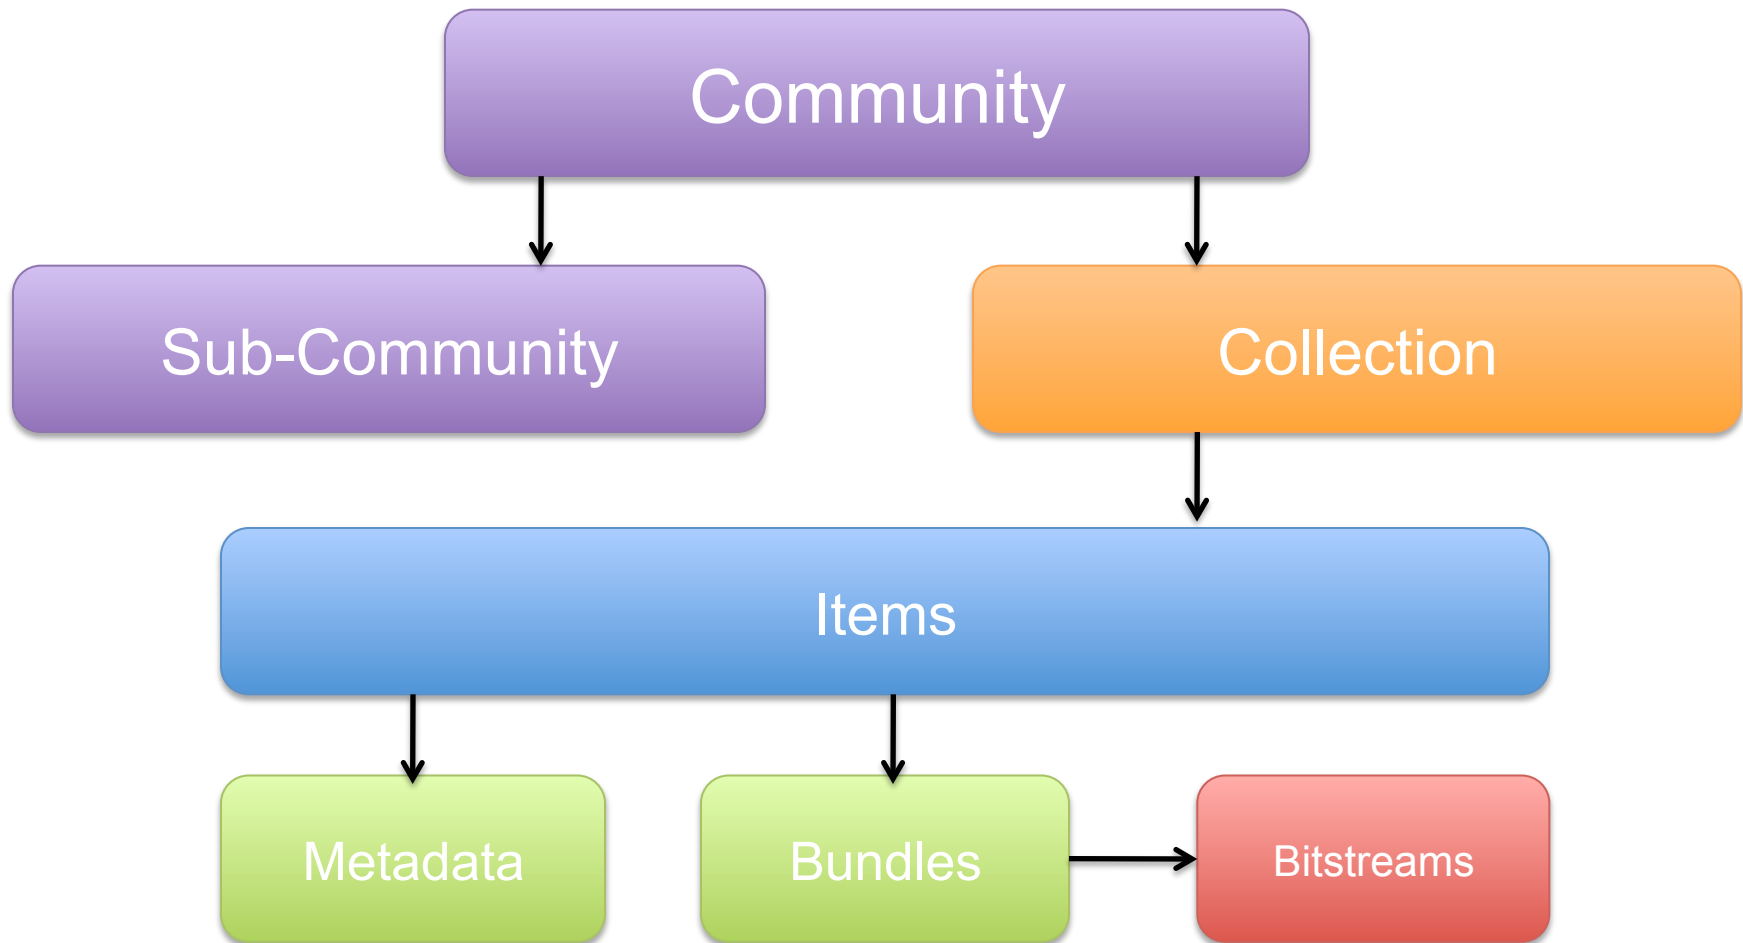 Community
Sub-Community
Collection
Items
Metadata
Bundles
Bitstreams